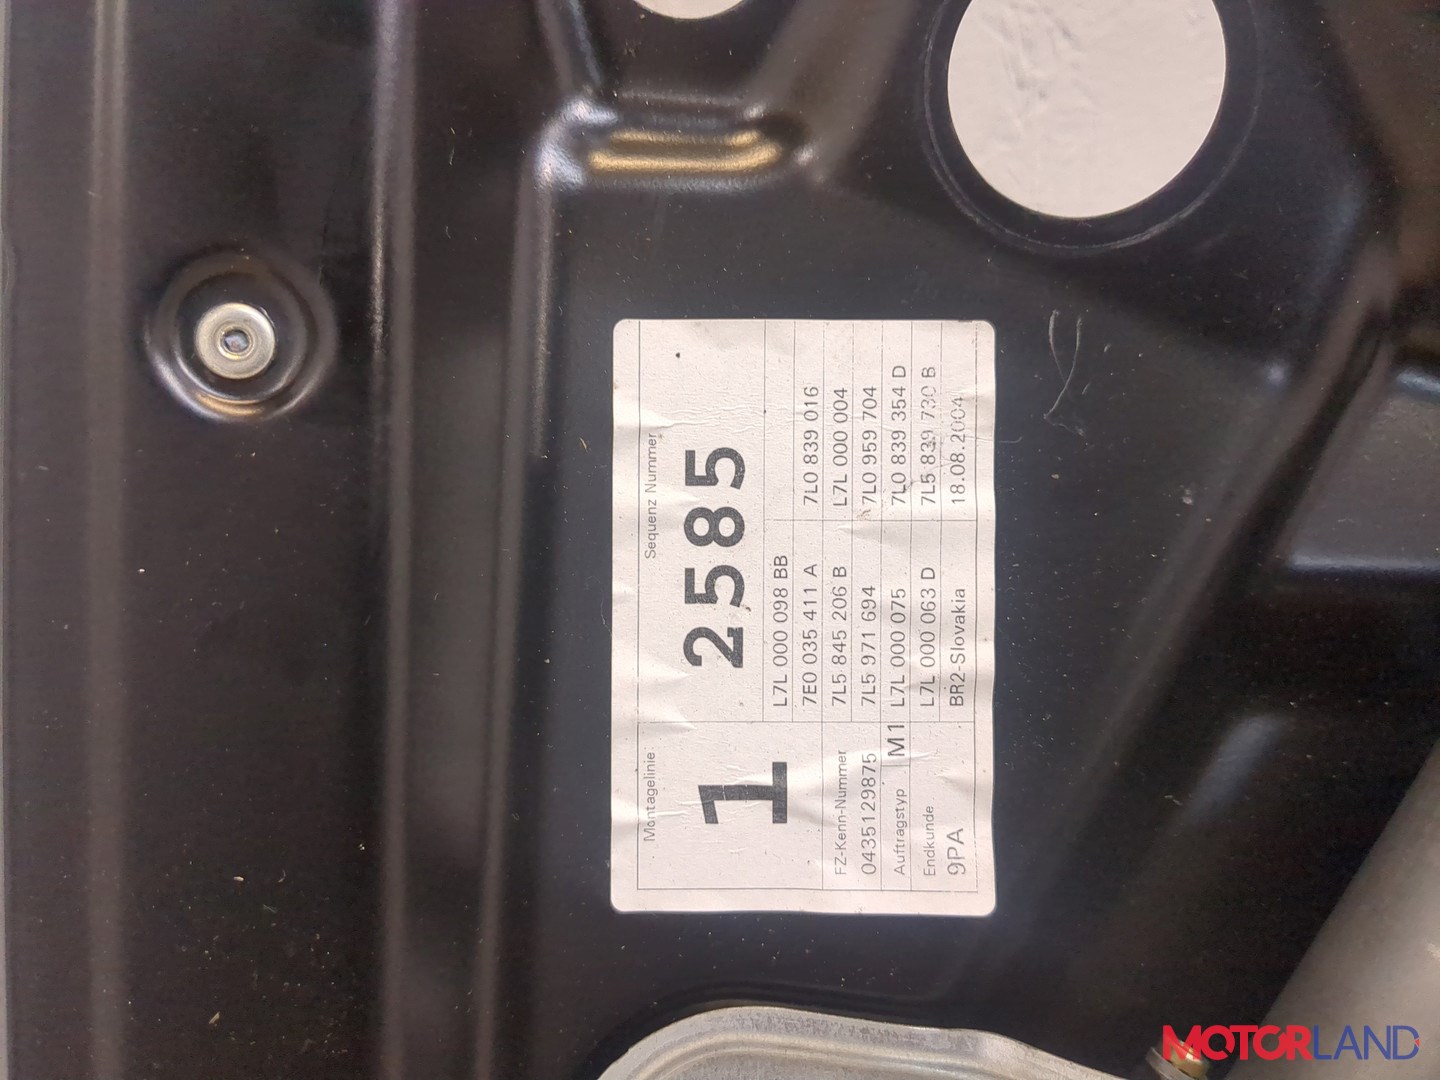 Montagelinie
Sequenz Nummer
1
2585
L7L 000 098 BB
7E0 035 411 A
7L0 839 016
FZ-Kenn-Nummer
7L5 845 206 B
L7L 000 004
0435129875
7L5 971 694
7L0 959 704
Auftragstyp
M1
L7L 000 075
7L0 839 354 D
Endkunde
L7L 000 063 D
7L5 839 730 B
9PA
BR2-Slovakia
18.08.2004
MOTORLAND